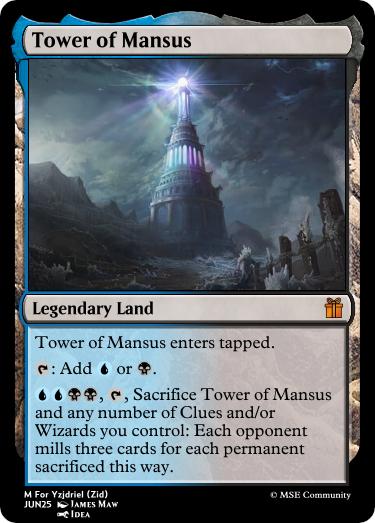 Tower of Mansus
Legendary Land
Tower of Mansus enters tapped.
: Add or .
, , Sacrifice Tower of Mansus
and any number of Clues and/or
Wizards you control: Each opponent
mills three cards for each permanent
sacrificed this way.
M For Yzjdriel (Zid)
JUN25 James Maw
Idea
© MSE Community